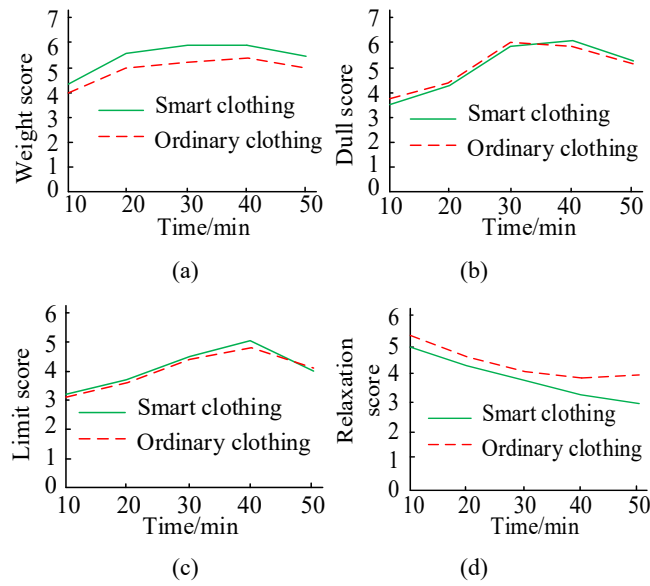 7
6
5
4
3
2
1
0
Weight score
Smart clothing
Ordinary clothing
10 20 30 40 50
Time/min
(a)
7
6
5
4
3
2
1
0
Dull score
Smart clothing
Ordinary clothing
10 20 30 40 50
Time/min
(b)
6
5
4
3
2
1
0
Limit score
Smart clothing
Ordinary clothing
10 20 30 40 50
Time/min
(c)
6
5
4
3
2
1
0
Relaxation
score
Smart clothing
Ordinary clothing
10 20 30 40 50
Time/min
(d)